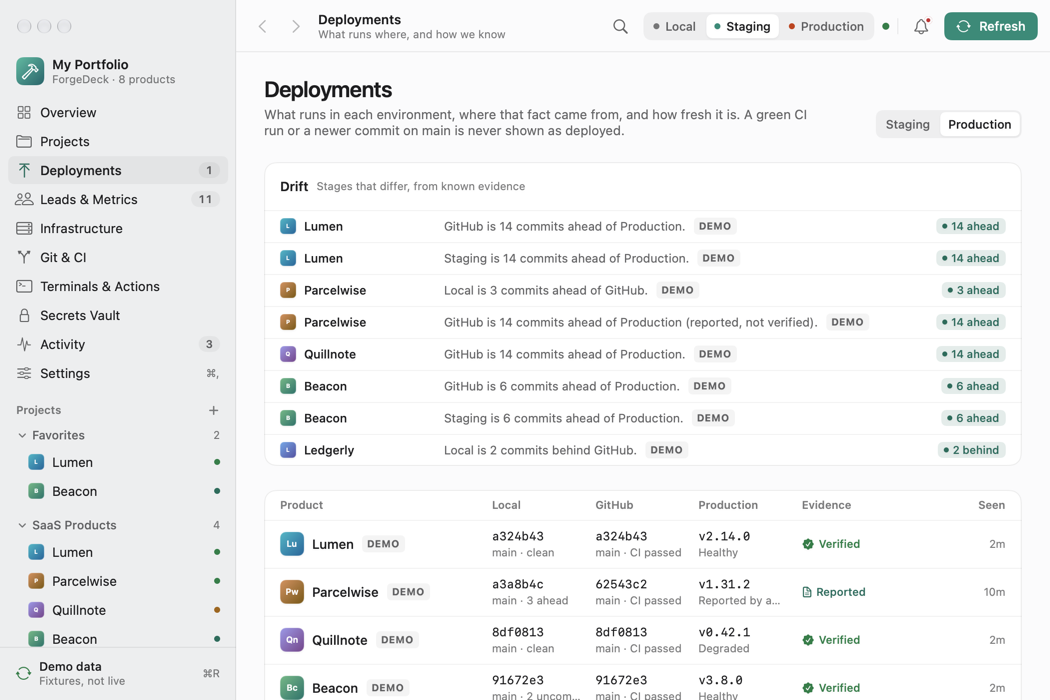 Deployments
What runs where, and how we know
Local
Staging
Production
Refresh
My Portfolio
ForgeDeck · 8 products
Overview
Projects
Deployments 1
Leads & Metrics 11
Infrastructure
Git & CI
Terminals & Actions
Secrets Vault
Activity 3
Settings ⌘,
Projects +
Favorites 2
L Lumen
B Beacon
SaaS Products 4
L Lumen
P Parcelwise
Q Quillnote
B Beacon
Demo data
Fixtures, not live
⌘R
Deployments
What runs in each environment, where that fact came from, and how fresh it is. A green CI
run or a newer commit on main is never shown as deployed.
Staging Production
Drift Stages that differ, from known evidence
L Lumen GitHub is 14 commits ahead of Production. DEMO 14 ahead
L Lumen Staging is 14 commits ahead of Production. DEMO 14 ahead
P Parcelwise Local is 3 commits ahead of GitHub. DEMO 3 ahead
P Parcelwise GitHub is 14 commits ahead of Production (reported, not verified). DEMO 14 ahead
Q Quillnote GitHub is 14 commits ahead of Production. DEMO 14 ahead
B Beacon GitHub is 6 commits ahead of Production. DEMO 6 ahead
B Beacon Staging is 6 commits ahead of Production. DEMO 6 ahead
L Ledgerly Local is 2 commits behind GitHub. DEMO 2 behind
Product Local GitHub Production Evidence Seen
Lu Lumen DEMO a324b43 a324b43 v2.14.0 Verified 2m
main · clean main · CI passed Healthy
Pw Parcelwise DEMO a3a8b4c 62543c2 v1.31.2 Reported 10m
main · 3 ahead main · CI passed Reported by a...
Qn Quillnote DEMO 8df0813 8df0813 v0.42.1 Verified 2m
main · clean main · CI passed Degraded
Bc Beacon DEMO 91672e3 91672e3 v3.8.0 Verified 2m
main · 2 uncom... main · CI passed Healthy